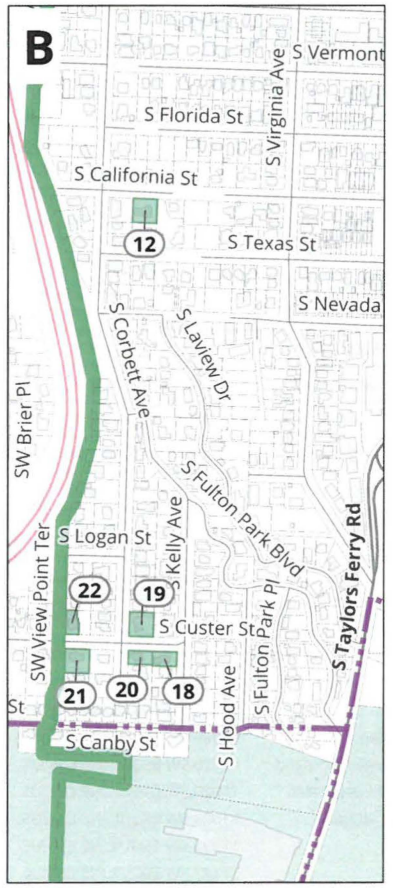 B
S Vermont
S Virginia Ave
S Florida St
S California St
12
S Texas St
S Nevada
S Corbett Ave
S Laview Dr
SW Brier Pl
S Fulton Park Blvd
S Logan St
S Kelly Ave
S Taylors Ferry Rd
SW View Point Ter
22
19
S Custer St
S Fulton Park Pl
21
20
18
S Hood Ave
St
S Canby St